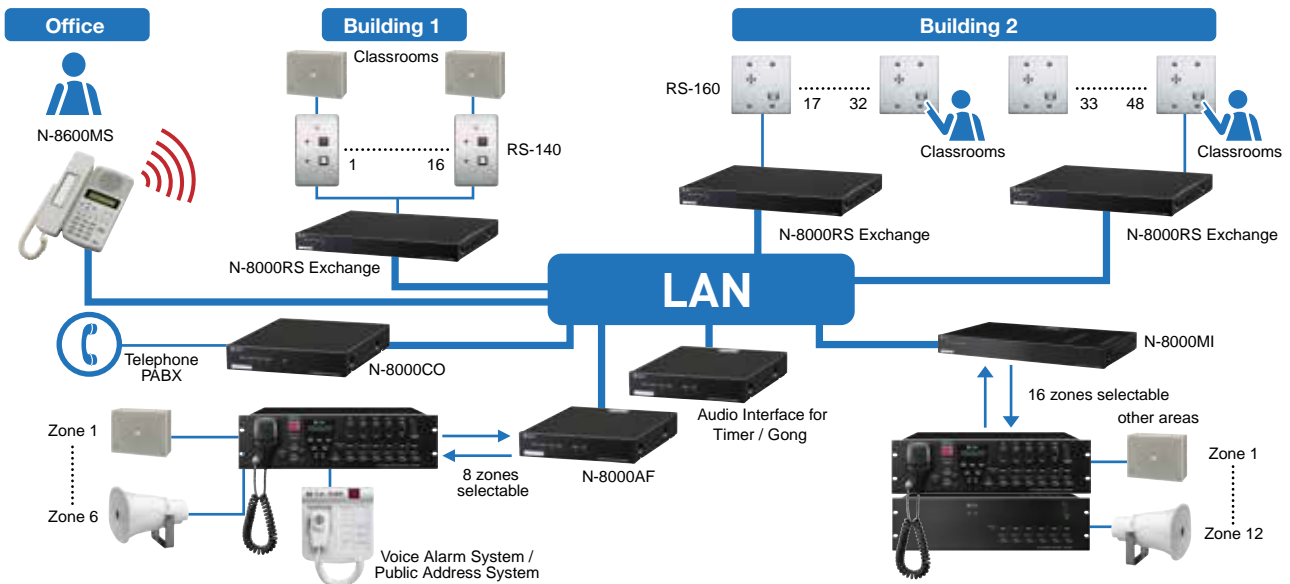 Office
Building 1
Building 2
N-8600MS
Classrooms
1
16
RS-140
RS-160
17
32
33
48
Classrooms
Classrooms
N-8000RS Exchange
N-8000RS Exchange
N-8000RS Exchange
LAN
Telephone
PABX
N-8000CO
Audio Interface for
Timer / Gong
N-8000MI
16 zones selectable
other areas
Zone 1
Zone 6
8 zones
selectable
N-8000AF
Voice Alarm System /
Public Address System
Zone 1
Zone 12